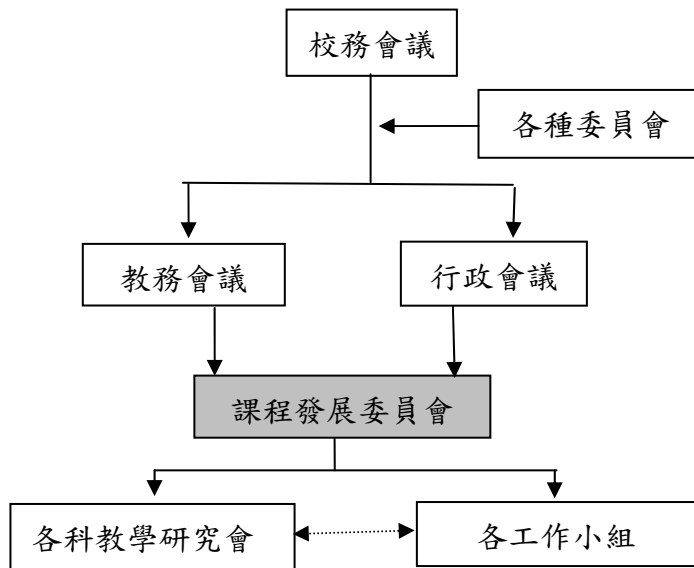 校務會議
各種委員會
教務會議
行政會議
課程發展委員會
各科教學研究會
各工作小組